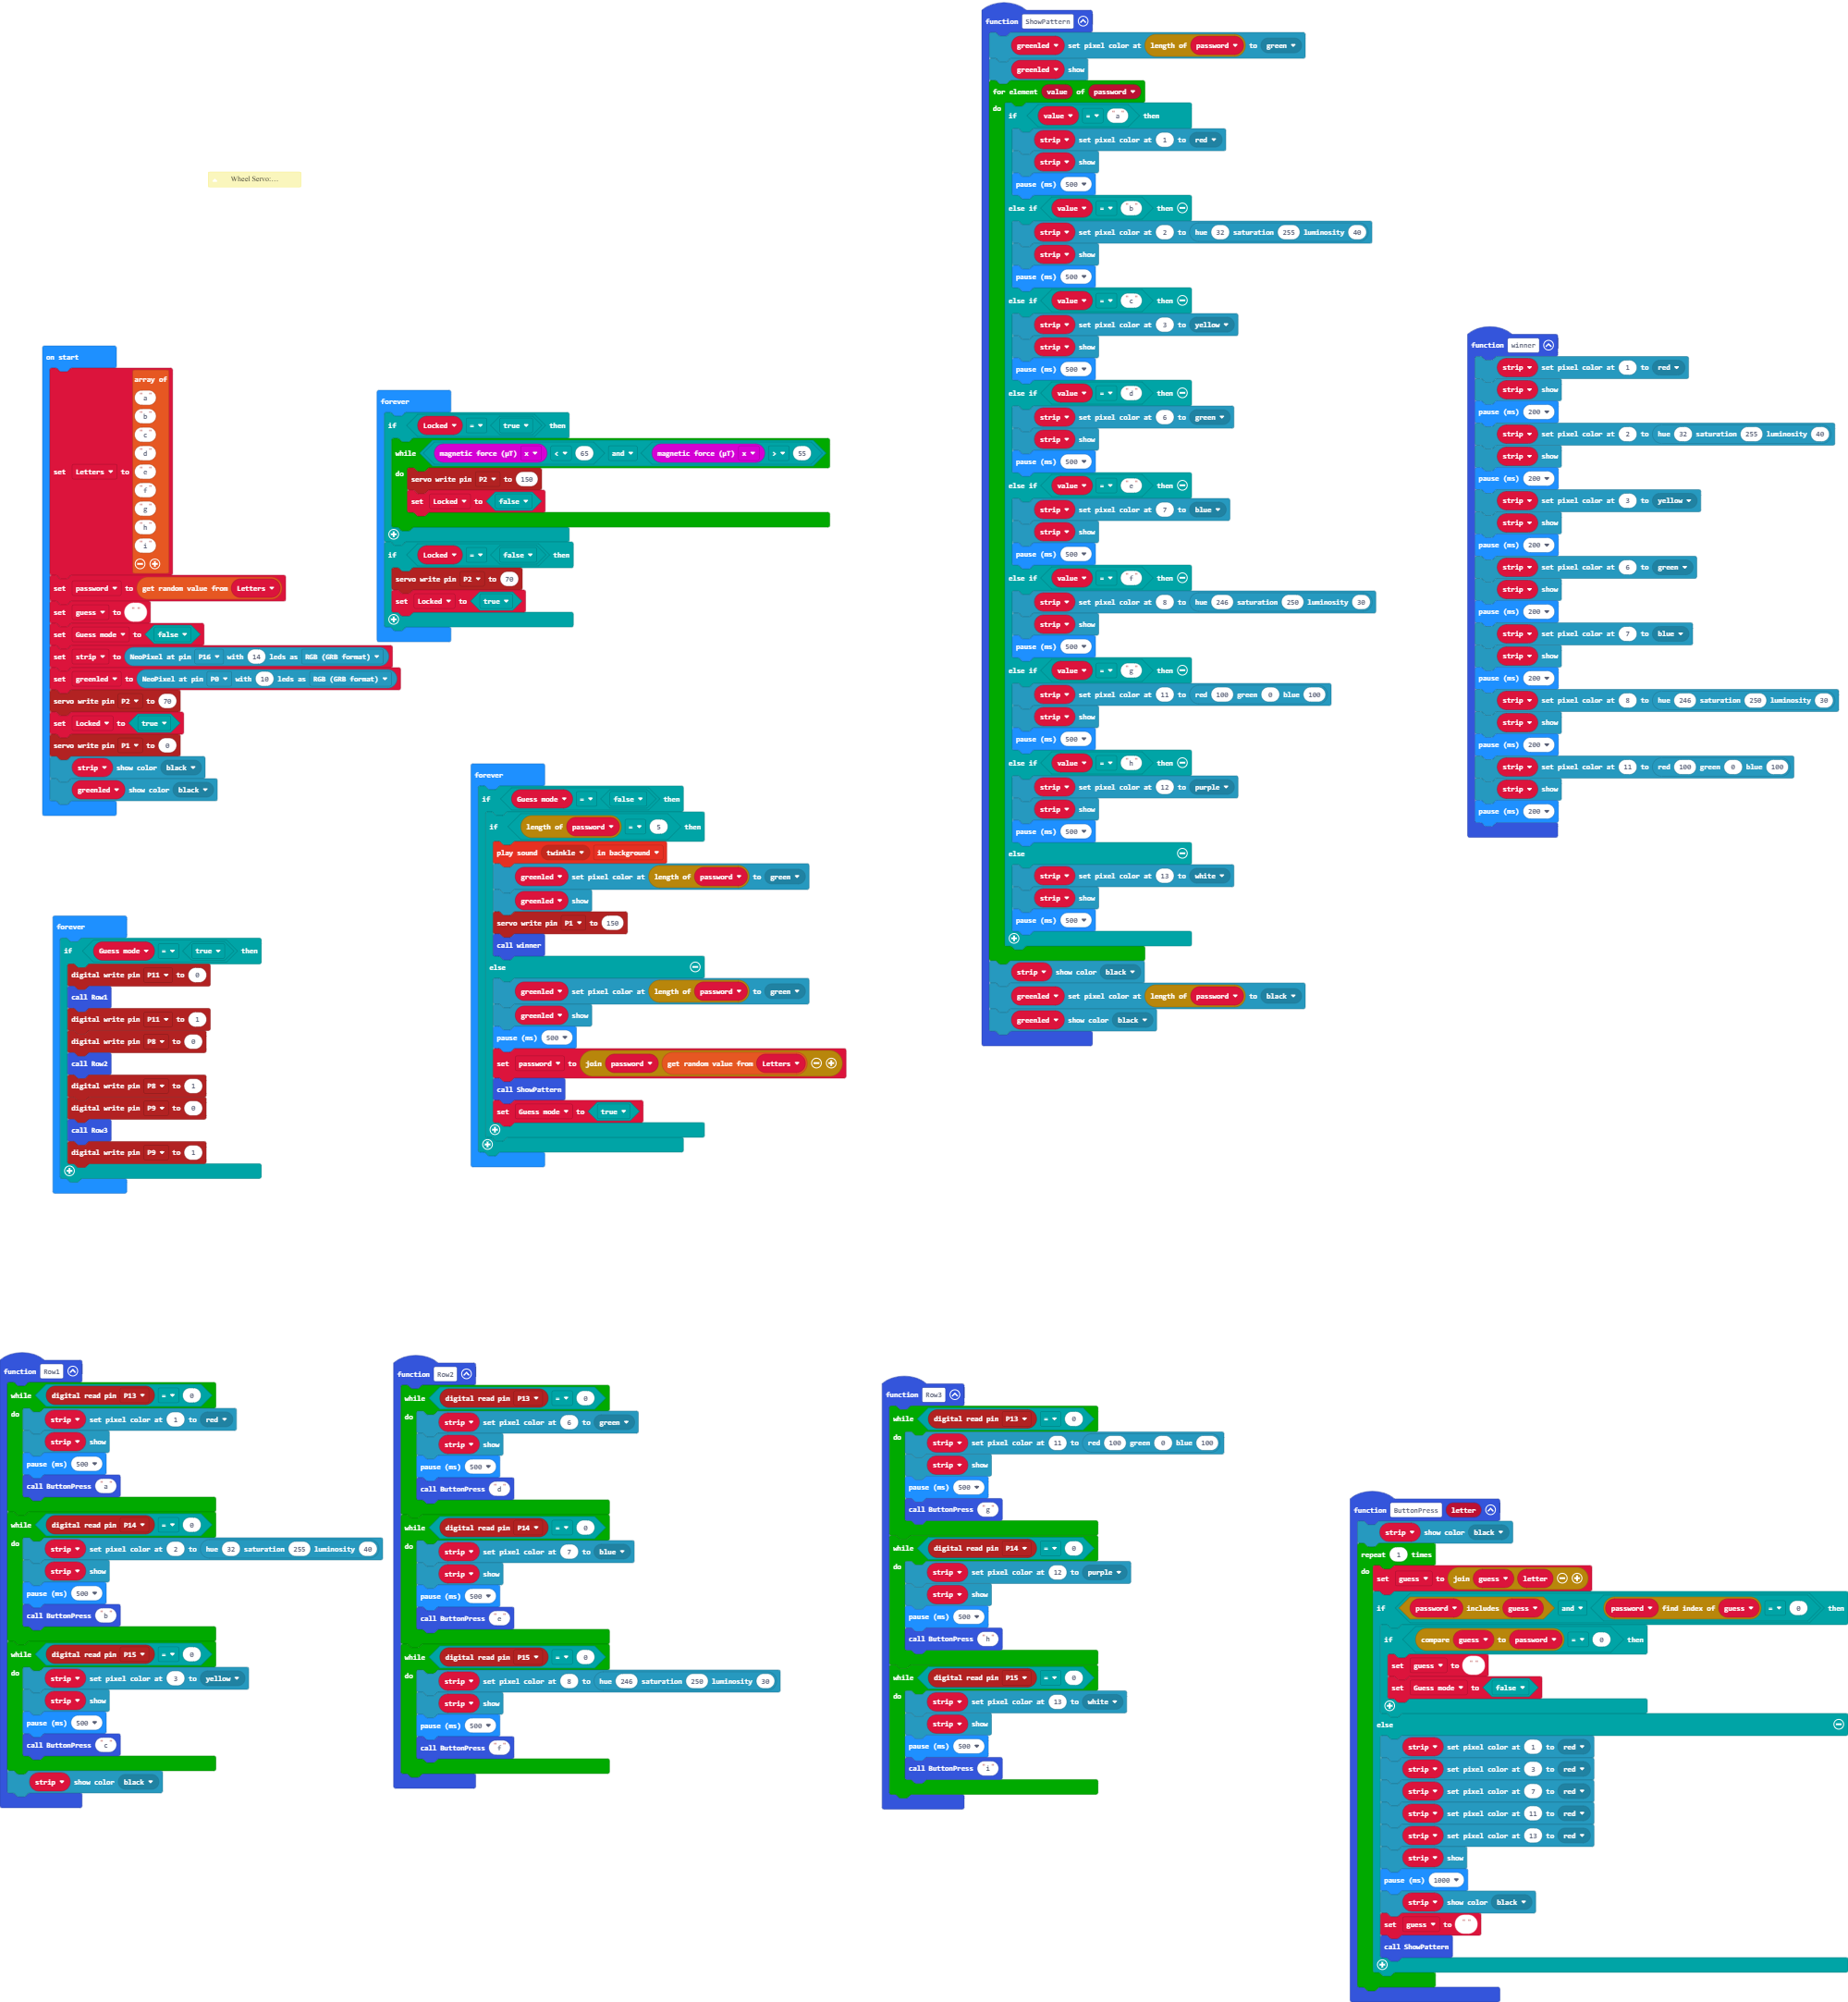 Wheel Servo:...
on start
set Letters to array of
"a"
"b"
"c"
"d"
"e"
"f"
"g"
"h"
"i"
set password to get random value from Letters
set guess to " "
set Guess mode to false
set strip to NeoPixel at pin P16 with 14 leds as RGB (GRB format)
set greenled to NeoPixel at pin P0 with 10 leds as RGB (GRB format)
servo write pin P2 to 70
set Locked to true
servo write pin P1 to 0
strip show color black
greenled show color black
forever
if Locked = true then
while magnetic force (µT) x < 65 and magnetic force (µT) x > 55
do
servo write pin P2 to 150
set Locked to false
if Locked = false then
servo write pin P2 to 70
set Locked to true
forever
if Guess mode = false then
if length of password = 5 then
play sound twinkle in background
greenled set pixel color at length of password to green
greenled show
servo write pin P1 to 150
call winner
else
greenled set pixel color at length of password to green
greenled show
pause (ms) 500
set password to join password get random value from Letters
call ShowPattern
set Guess mode to true
forever
if Guess mode = true then
digital write pin P11 to 0
call Row1
digital write pin P11 to 1
digital write pin P8 to 0
call Row2
digital write pin P8 to 1
digital write pin P9 to 0
call Row3
digital write pin P9 to 1
function ShowPattern
greenled set pixel color at length of password to green
greenled show
for element value of password
do
if value = "a" then
strip set pixel color at 1 to red
strip show
pause (ms) 500
else if value = "b" then
strip set pixel color at 2 to hue 32 saturation 255 luminosity 40
strip show
pause (ms) 500
else if value = "c" then
strip set pixel color at 3 to yellow
strip show
pause (ms) 500
else if value = "d" then
strip set pixel color at 6 to green
strip show
pause (ms) 500
else if value = "e" then
strip set pixel color at 7 to blue
strip show
pause (ms) 500
else if value = "f" then
strip set pixel color at 8 to hue 246 saturation 250 luminosity 30
strip show
pause (ms) 500
else if value = "g" then
strip set pixel color at 11 to red 100 green 0 blue 100
strip show
pause (ms) 500
else if value = "h" then
strip set pixel color at 12 to purple
strip show
pause (ms) 500
else
strip set pixel color at 13 to white
strip show
pause (ms) 500
strip show color black
greenled set pixel color at length of password to black
greenled show color black
function winner
strip set pixel color at 1 to red
strip show
pause (ms) 200
strip set pixel color at 2 to hue 32 saturation 255 luminosity 40
strip show
pause (ms) 200
strip set pixel color at 3 to yellow
strip show
pause (ms) 200
strip set pixel color at 6 to green
strip show
pause (ms) 200
strip set pixel color at 7 to blue
strip show
pause (ms) 200
strip set pixel color at 8 to hue 246 saturation 250 luminosity 30
strip show
pause (ms) 200
strip set pixel color at 11 to red 100 green 0 blue 100
strip show
pause (ms) 200
function Row1
while digital read pin P13 = 0
do
strip set pixel color at 1 to red
strip show
pause (ms) 500
call ButtonPress "a"
while digital read pin P14 = 0
do
strip set pixel color at 2 to hue 32 saturation 255 luminosity 40
strip show
pause (ms) 500
call ButtonPress "b"
while digital read pin P15 = 0
do
strip set pixel color at 3 to yellow
strip show
pause (ms) 500
call ButtonPress "c"
strip show color black
function Row2
while digital read pin P13 = 0
do
strip set pixel color at 6 to green
strip show
pause (ms) 500
call ButtonPress "d"
while digital read pin P14 = 0
do
strip set pixel color at 7 to blue
strip show
pause (ms) 500
call ButtonPress "e"
while digital read pin P15 = 0
do
strip set pixel color at 8 to hue 246 saturation 250 luminosity 30
strip show
pause (ms) 500
call ButtonPress "f"
function Row3
while digital read pin P13 = 0
do
strip set pixel color at 11 to red 100 green 0 blue 100
strip show
pause (ms) 500
call ButtonPress "g"
while digital read pin P14 = 0
do
strip set pixel color at 12 to purple
strip show
pause (ms) 500
call ButtonPress "h"
while digital read pin P15 = 0
do
strip set pixel color at 13 to white
strip show
pause (ms) 500
call ButtonPress "i"
function ButtonPress letter
strip show color black
repeat 1 times
do
set guess to join guess letter
if password includes guess and password find index of guess = 0 then
if compare guess to password = 0 then
set guess to " "
set Guess mode to false
else
strip set pixel color at 1 to red
strip set pixel color at 3 to red
strip set pixel color at 7 to red
strip set pixel color at 11 to red
strip set pixel color at 13 to red
strip show
pause (ms) 1000
strip show color black
set guess to " "
call ShowPattern